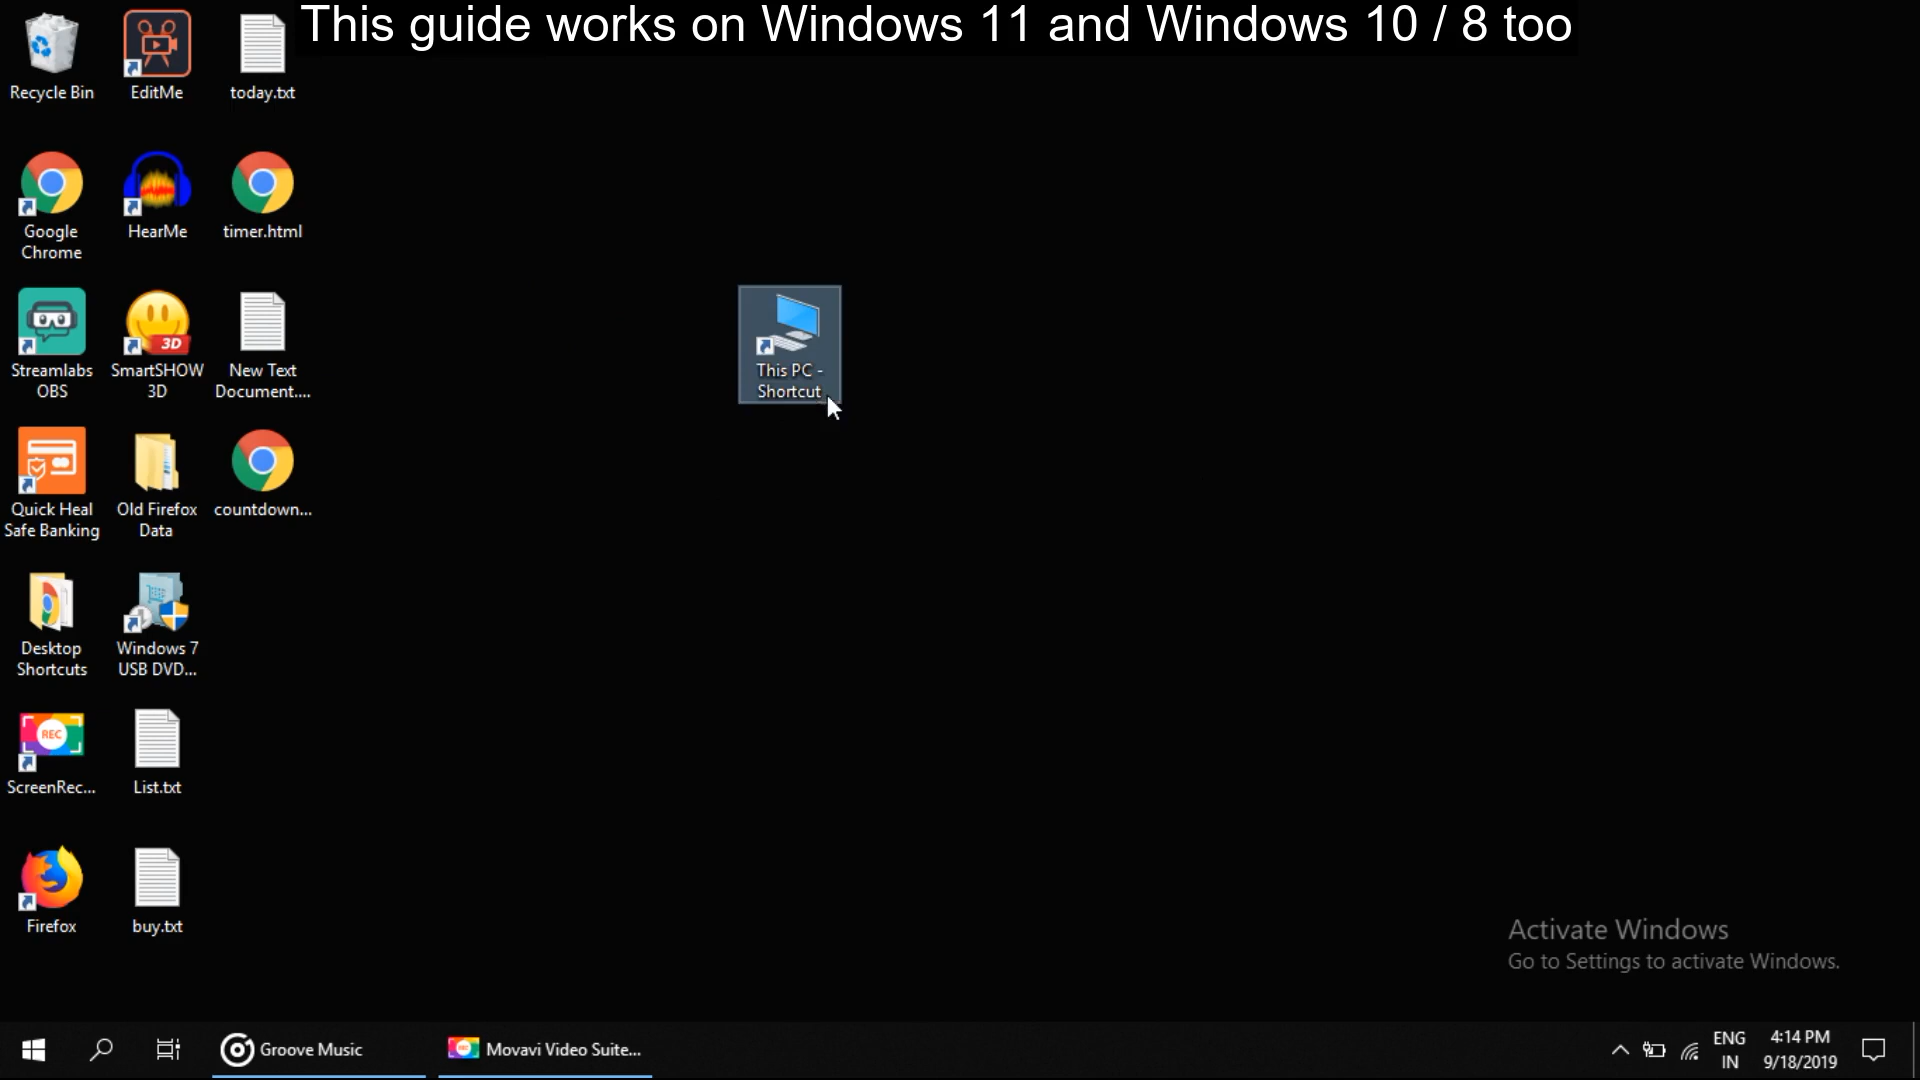 This guide works on Windows 11 and Windows 10 / 8 too
Recycle Bin
EditMe
today.txt
Google
Chrome
HearMe
timer.html
Streamlabs
OBS
3D
SmartSHOW
3D
New Text
Document....
This PC -
Shortcut
Quick Heal
Safe Banking
Old Firefox
Data
countdown...
Desktop
Shortcuts
Windows 7
USB DVD...
REC
ScreenRec...
List.txt
Firefox
buy.txt
Activate Windows
Go to Settings to activate Windows.
Groove Music
REC
Movavi Video Suite...
ENG
IN
4:14 PM
9/18/2019